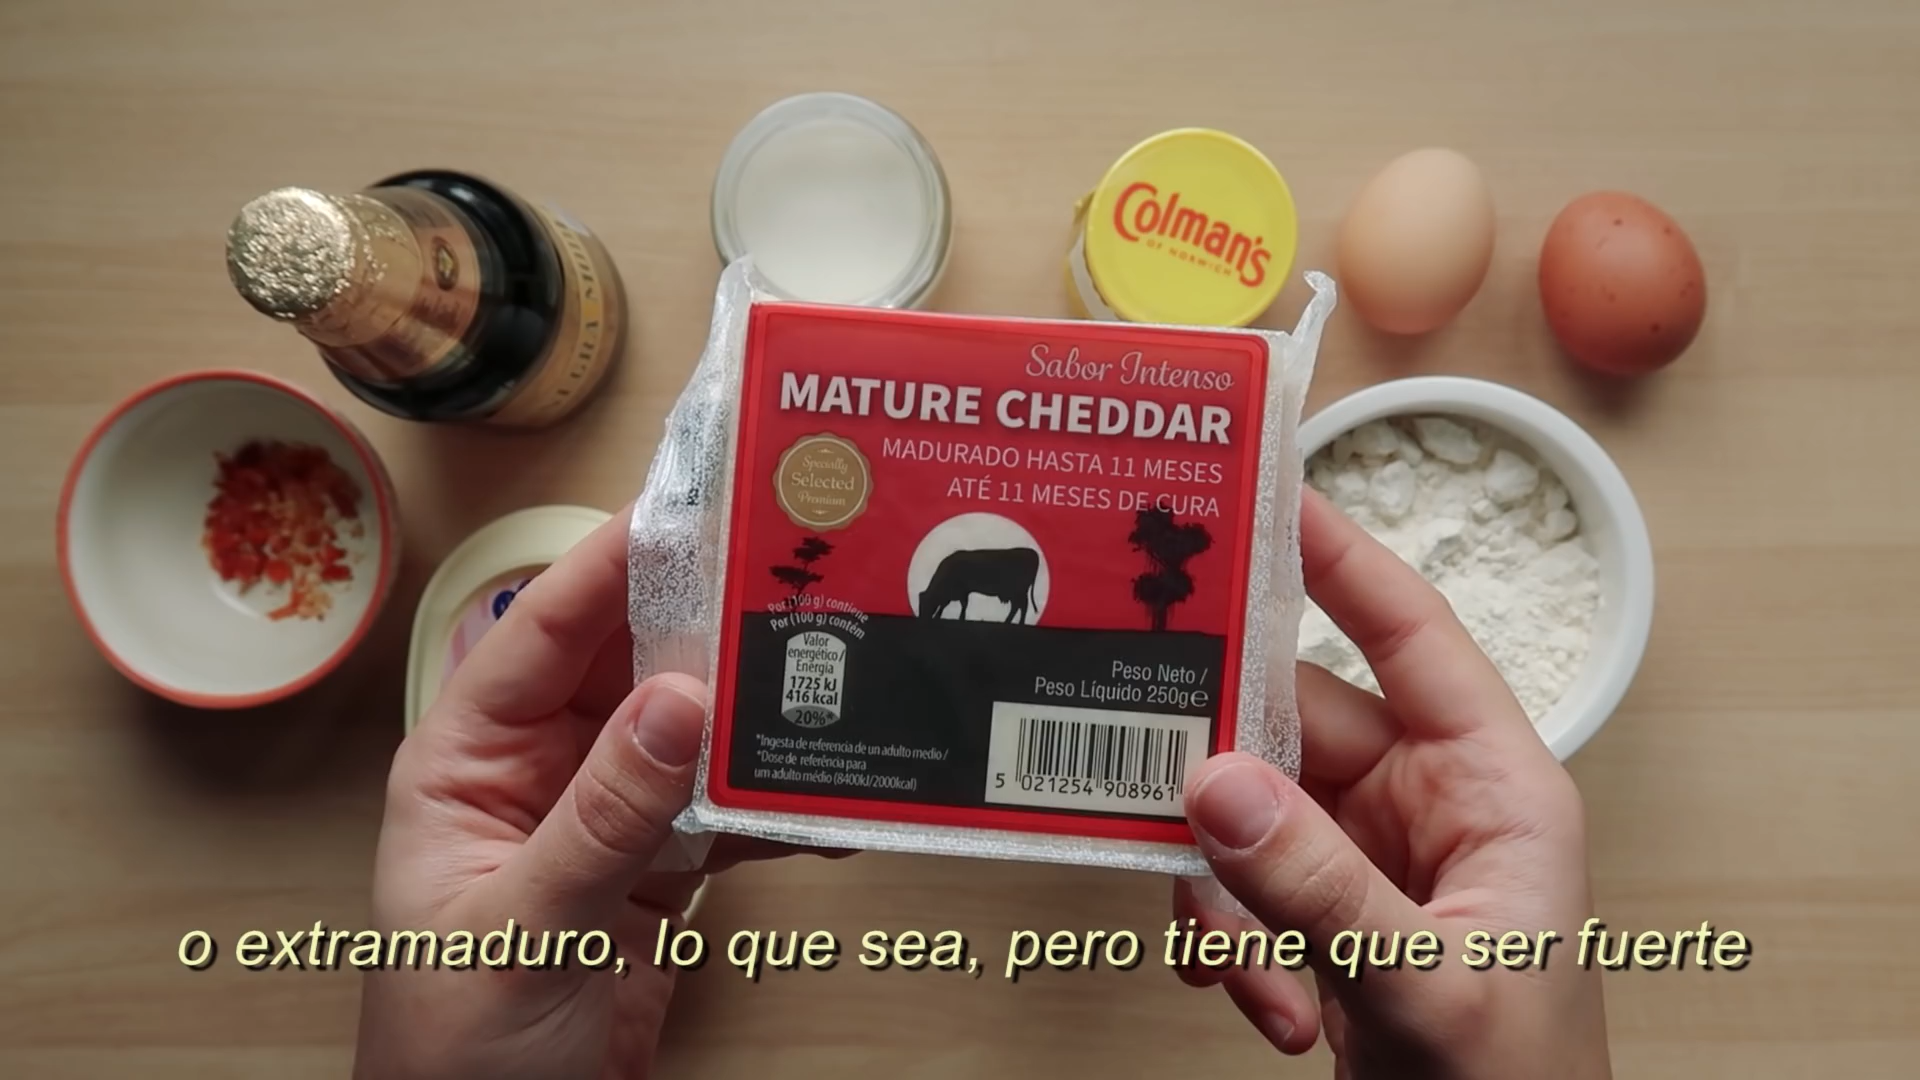 Colman's
OF NORWICH
Sabor Intenso
MATURE CHEDDAR
MADURADO HASTA 11 MESES
ATÉ 11 MESES DE CURA
Specially
Selected
Premium
Por (100 g) contiene
Por (100 g) contém
Valor
energético /
Energia
1725 kJ
416 kcal
20%*
Peso Neto /
Peso Líquido 250g e
*Ingesta de referencia de un adulto medio /
*Dose de referência para
um adulto médio (8400kJ/2000kcal)
5 021254 908961
o extramaduro, lo que sea, pero tiene que ser fuerte